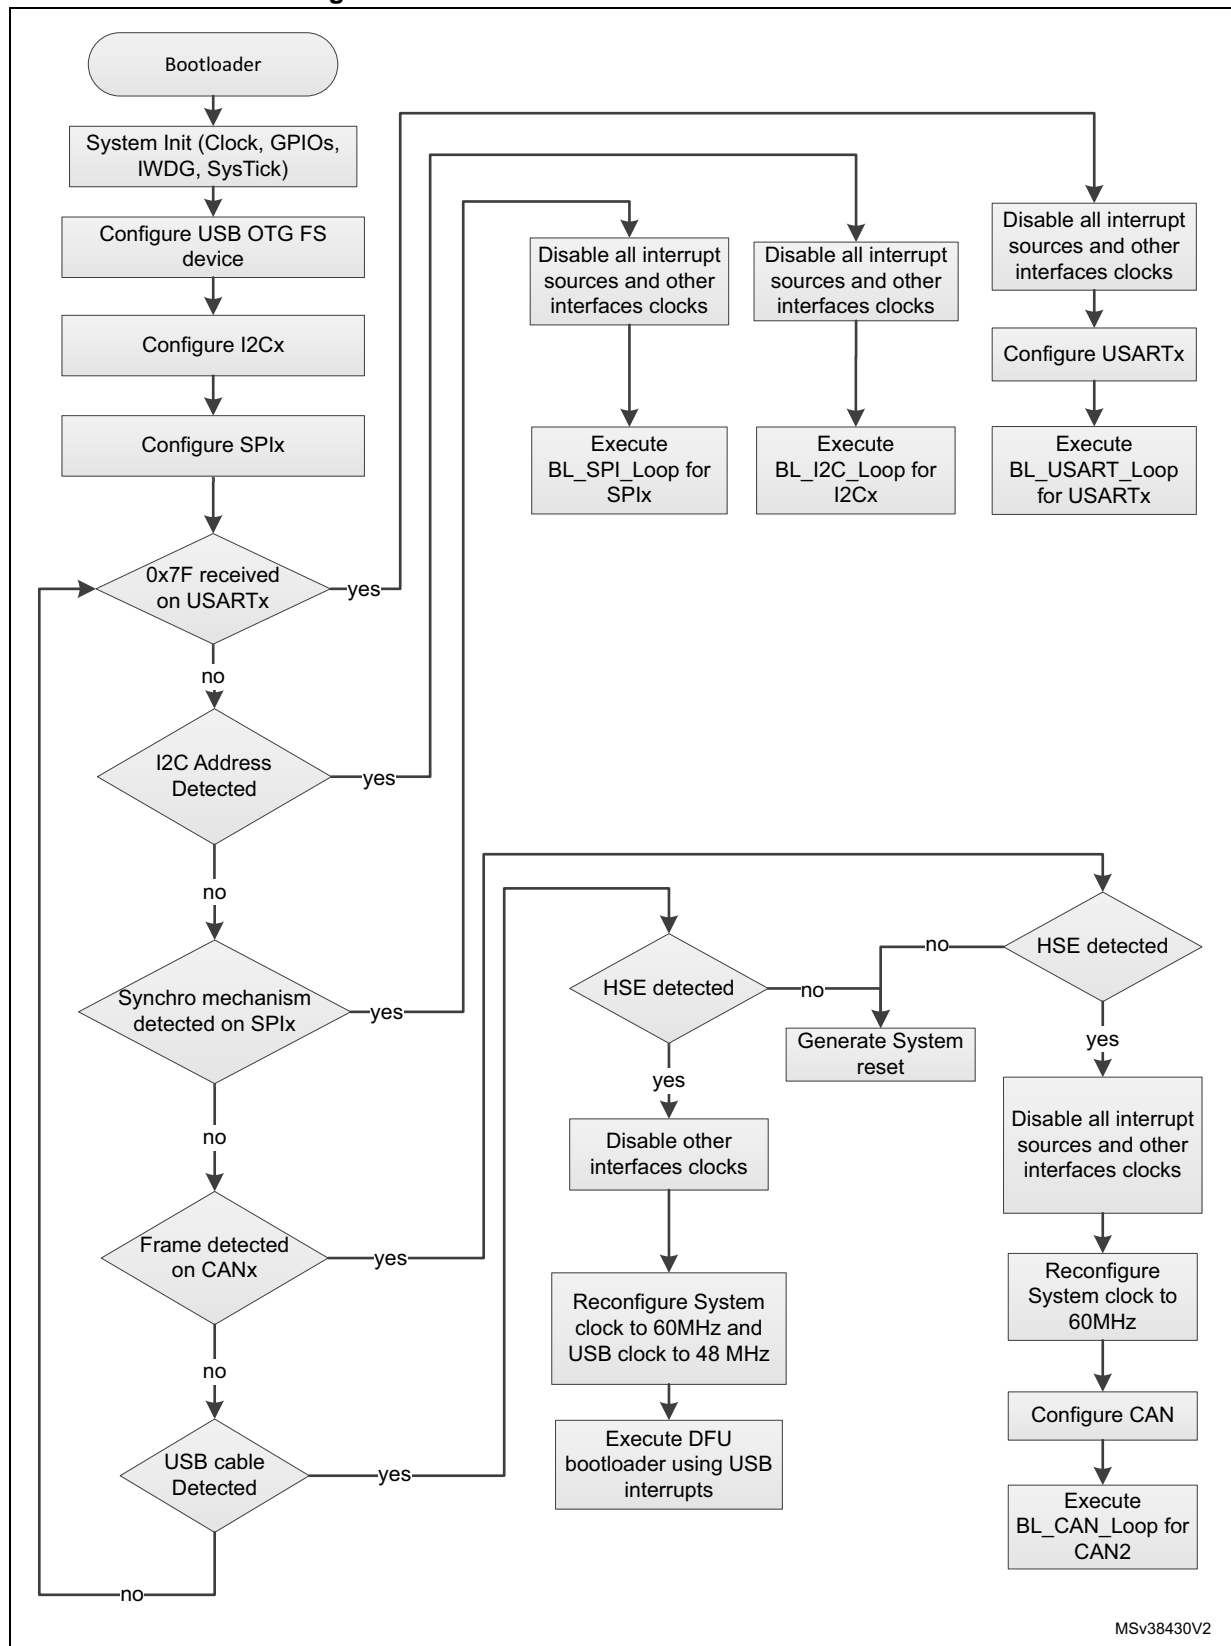 Bootloader
System Init (Clock, GPIOs,
IWDG, SysTick)
Configure USB OTG FS
device
Configure I2Cx
Configure SPIx
0x7F received
on USARTx
yes
no
I2C Address
Detected
yes
no
Synchro mechanism
detected on SPIx
yes
no
Frame detected
on CANx
yes
no
USB cable
Detected
yes
no
Disable all interrupt
sources and other
interfaces clocks
Execute
BL_SPI_Loop for
SPIx
Disable all interrupt
sources and other
interfaces clocks
Execute
BL_I2C_Loop for
I2Cx
Disable all interrupt
sources and other
interfaces clocks
Configure USARTx
Execute
BL_USART_Loop
for USARTx
HSE detected
no
yes
Generate System
reset
Disable other
interfaces clocks
Reconfigure System
clock to 60MHz and
USB clock to 48 MHz
Execute DFU
bootloader using USB
interrupts
HSE detected
no
yes
Disable all interrupt
sources and other
interfaces clocks
Reconfigure
System clock to
60MHz
Configure CAN
Execute
BL_CAN_Loop for
CAN2
MSv38430V2